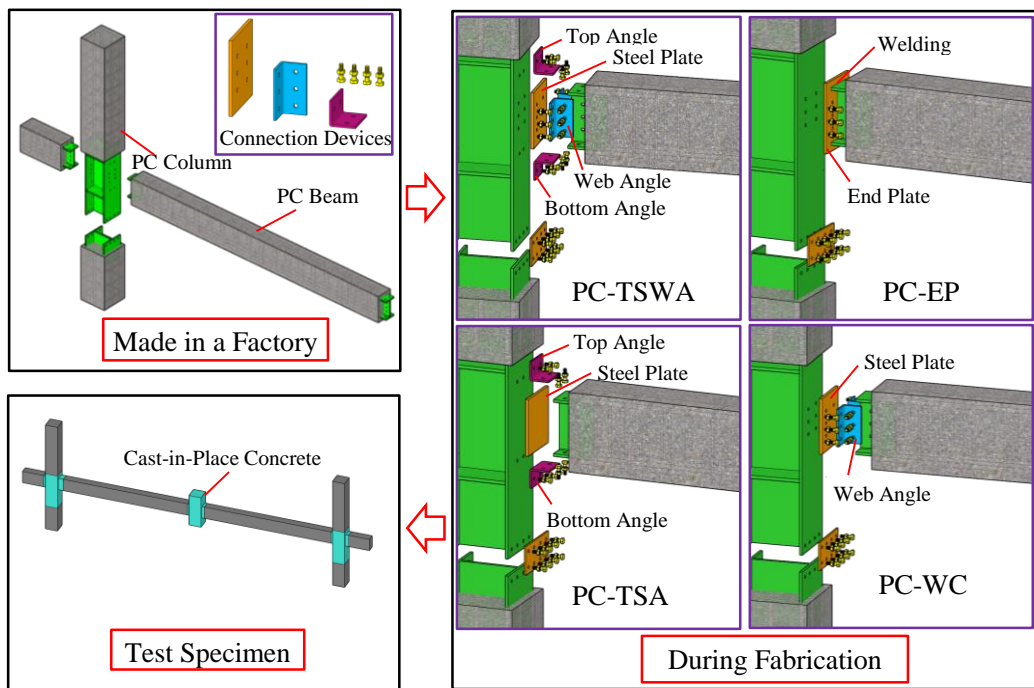 Connection Devices
PC Column
PC Beam
Made in a Factory
Top Angle
Steel Plate
Web Angle
Bottom Angle
PC-TSWA
Welding
End Plate
PC-EP
Top Angle
Steel Plate
Bottom Angle
PC-TSA
Steel Plate
Web Angle
PC-WC
During Fabrication
Cast-in-Place Concrete
Test Specimen